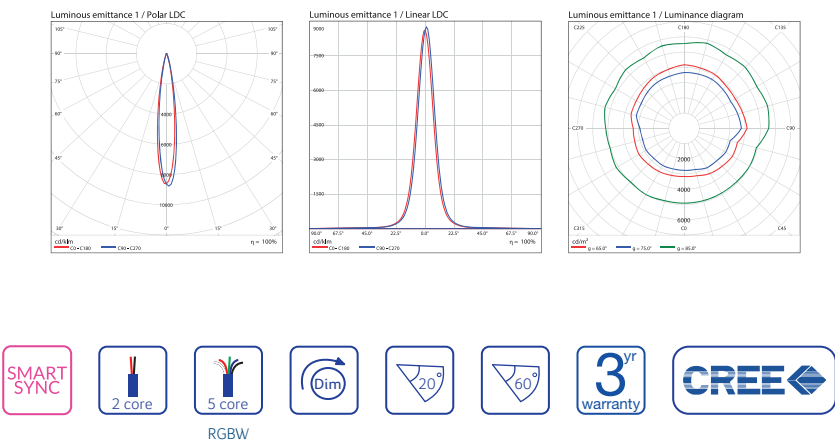 Luminous emittance 1 / Polar LDC
105° 105°
90° 90°
75° 75°
60° 60°
45° 45°
4000
6000
8000
10000
30° 15° 0° 15° 30°
cd/klm η = 100%
C0 - C180 C90 - C270
Luminous emittance 1 / Linear LDC
9000
7500
6000
4500
3000
1500
90.0° 67.5° 45.0° 22.5° 0.0° 22.5° 45.0° 67.5° 90.0°
cd/klm η = 100%
C0 - C180 C90 - C270
Luminous emittance 1 / Luminance diagram
C225 C180 C135
C270 C90
2000
4000
6000
C315 C0 C45
cd/m²
g = 65.0° g = 75.0° g = 85.0°
SMART
SYNC
2 core
5 core
RGBW
Dim
20°
60°
3yr
warranty
CREE